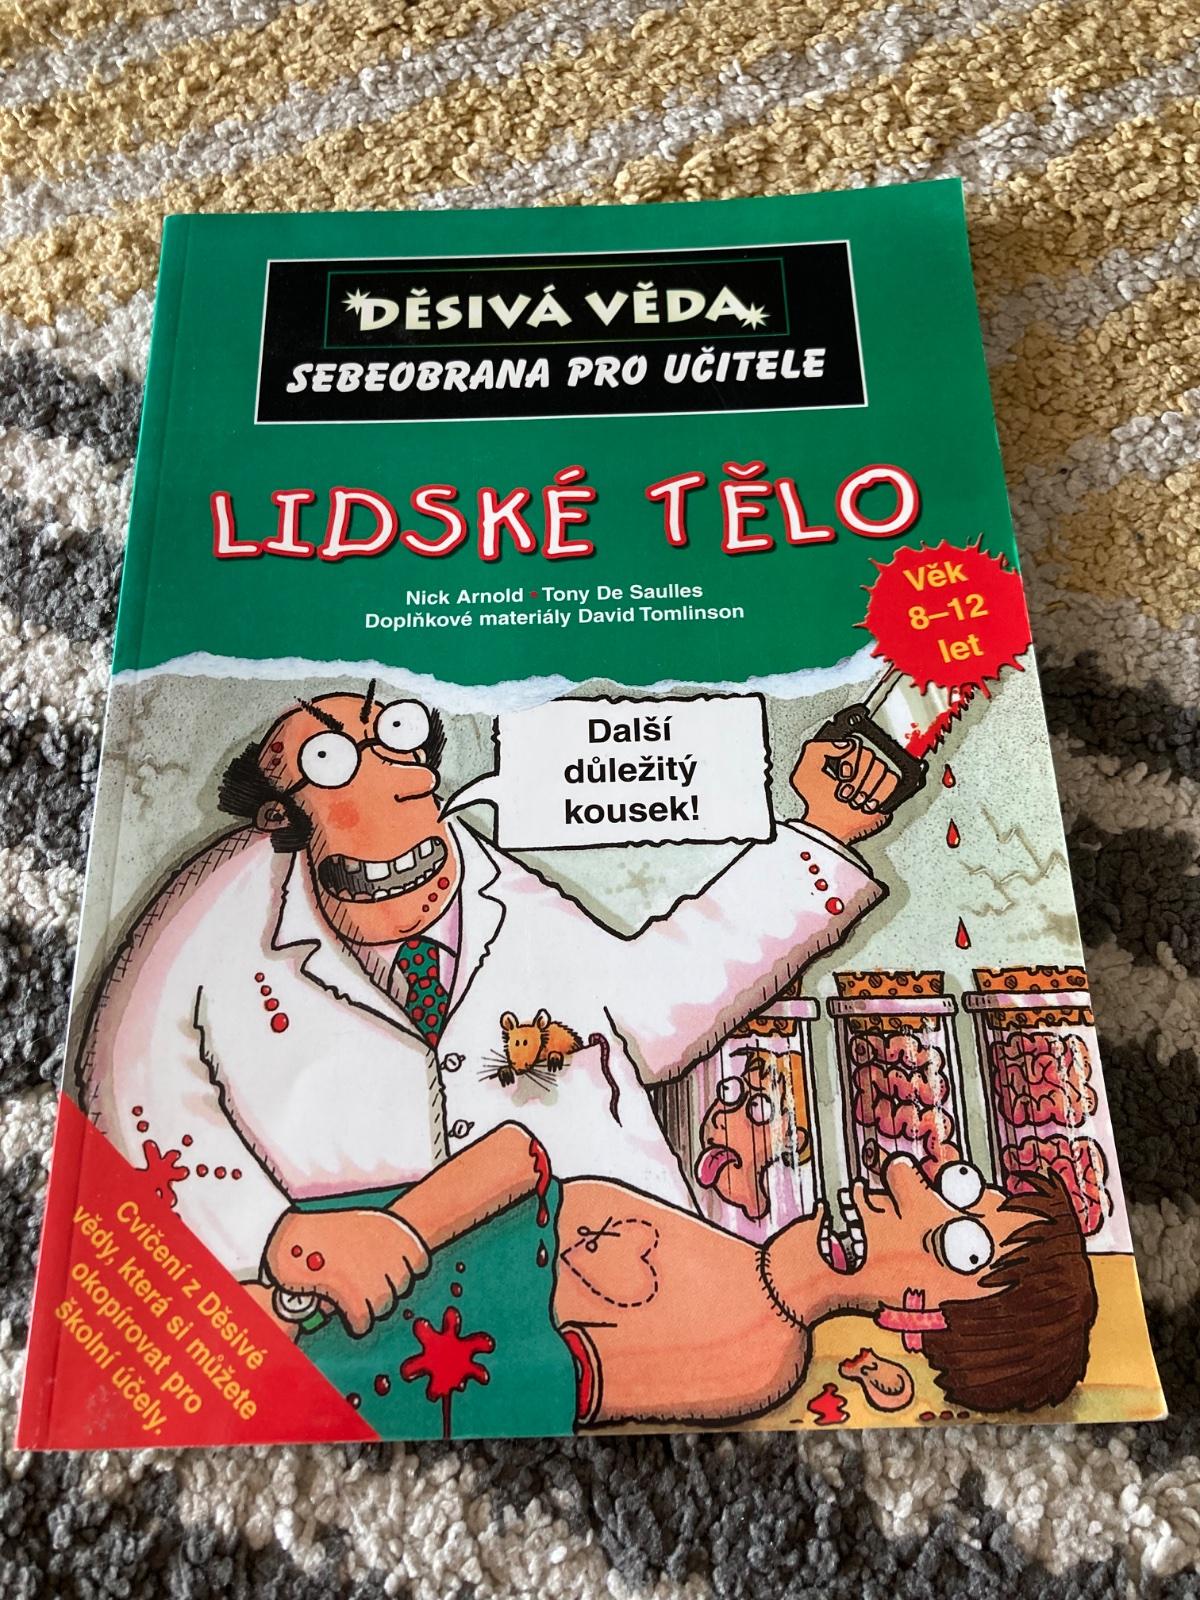 DĚSIVÁ VĚDA
SEBEOBRANA PRO UČITELE
LIDSKÉ TĚLO
Nick Arnold • Tony De Saulles
Doplňkové materiály David Tomlinson
Věk
8–12
let
Další
důležitý
kousek!
Cvičení z Děsivé
vědy, která si můžete
okopírovat pro
školní účely.